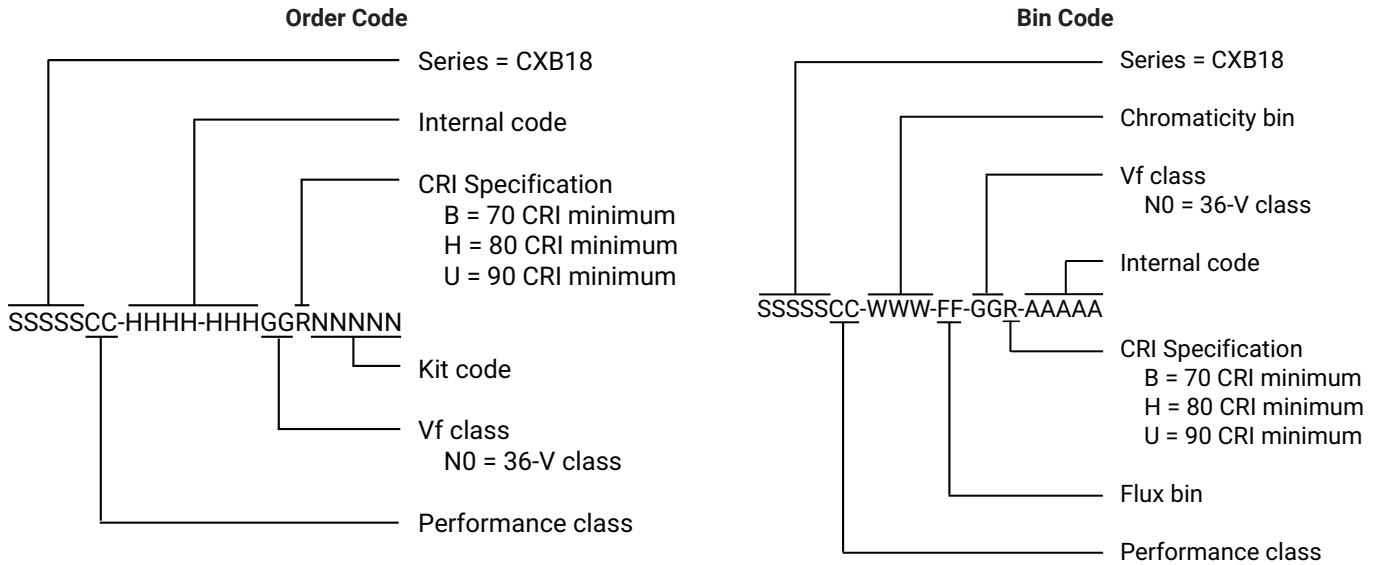 Order Code
Series = CXB18
Internal code
CRI Specification
B = 70 CRI minimum
H = 80 CRI minimum
U = 90 CRI minimum
SSSSSCC-HHHH-HHHGGRNNNNN
Kit code
Vf class
N0 = 36-V class
Performance class
Bin Code
Series = CXB18
Chromaticity bin
Vf class
N0 = 36-V class
Internal code
SSSSSCC-WWW-FF-GGR-AAAAA
CRI Specification
B = 70 CRI minimum
H = 80 CRI minimum
U = 90 CRI minimum
Flux bin
Performance class